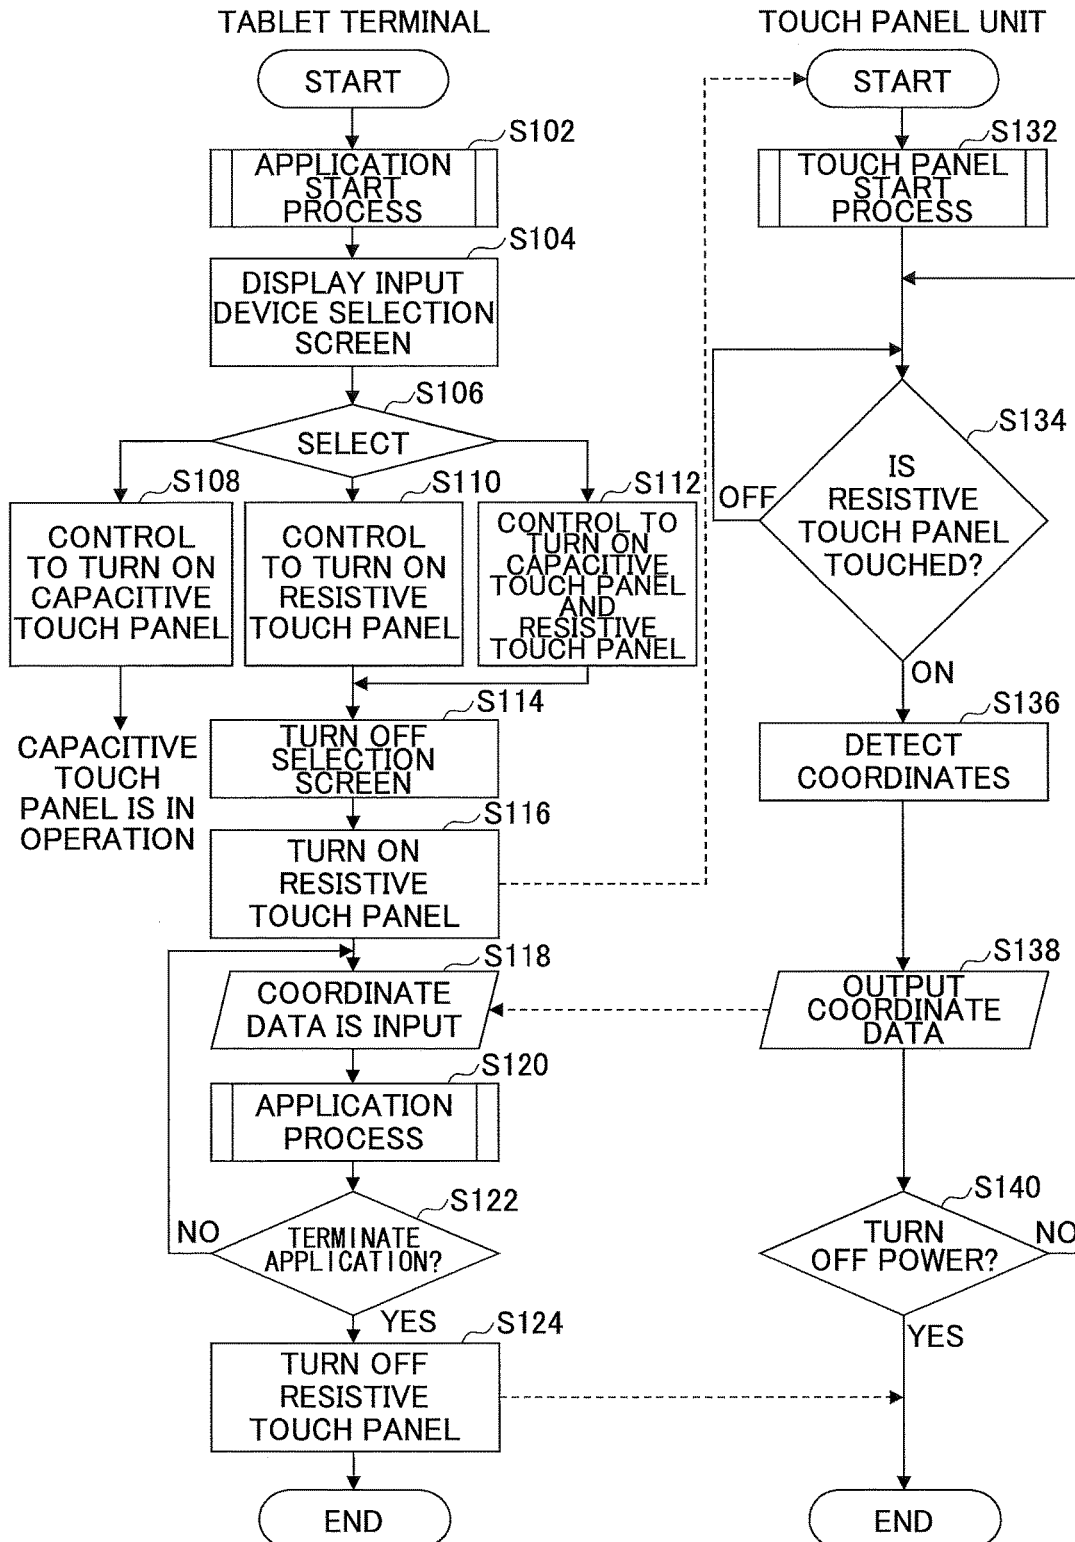 TABLET TERMINAL
START
S102
APPLICATION
START
PROCESS
S104
DISPLAY INPUT
DEVICE SELECTION
SCREEN
S106
SELECT
S108
CONTROL
TO TURN ON
CAPACITIVE
TOUCH PANEL
S110
CONTROL
TO TURN ON
RESISTIVE
TOUCH PANEL
S112
CONTROL TO
TURN ON
CAPACITIVE
TOUCH PANEL
AND
RESISTIVE
TOUCH PANEL
CAPACITIVE
TOUCH
PANEL IS IN
OPERATION
S114
TURN OFF
SELECTION
SCREEN
S116
TURN ON
RESISTIVE
TOUCH PANEL
S118
COORDINATE
DATA IS INPUT
S120
APPLICATION
PROCESS
S122
TERMINATE
APPLICATION?
NO
YES
S124
TURN OFF
RESISTIVE
TOUCH PANEL
END
TOUCH PANEL UNIT
START
S132
TOUCH PANEL
START
PROCESS
S134
IS
RESISTIVE
TOUCH PANEL
TOUCHED?
OFF
ON
S136
DETECT
COORDINATES
S138
OUTPUT
COORDINATE
DATA
S140
TURN
OFF POWER?
NO
YES
END